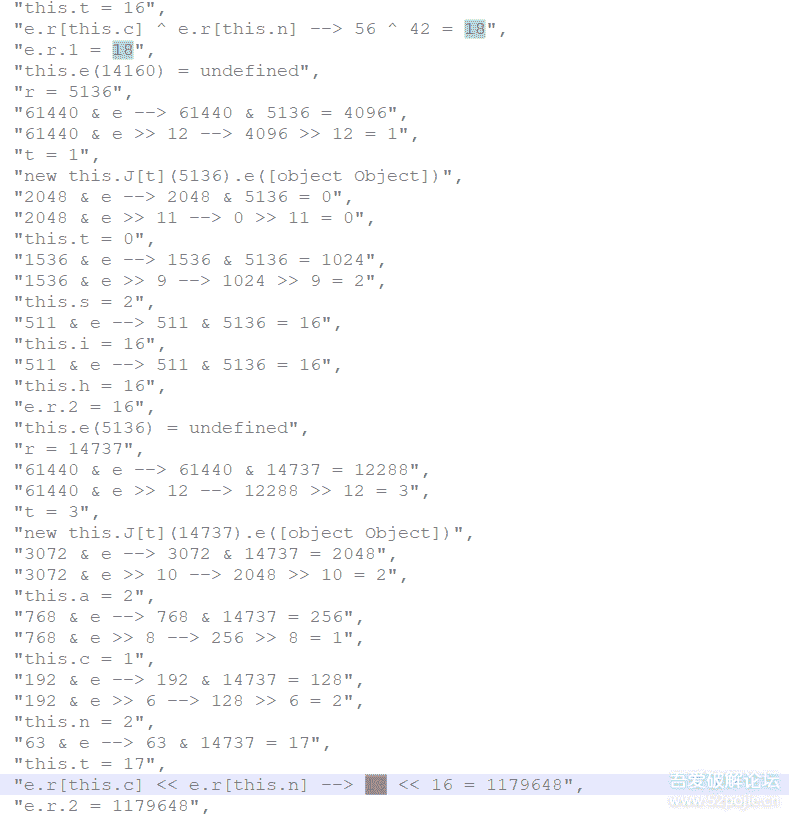 "this.t = 16",
"e.r[this.c] ^ e.r[this.n] --> 56 ^ 42 = 18",
"e.r.1 = 18",
"this.e(14160) = undefined",
"r = 5136",
"61440 & e --> 61440 & 5136 = 4096",
"61440 & e >> 12 --> 4096 >> 12 = 1",
"t = 1",
"new this.J[t](5136).e([object Object])",
"2048 & e --> 2048 & 5136 = 0",
"2048 & e >> 11 --> 0 >> 11 = 0",
"this.t = 0",
"1536 & e --> 1536 & 5136 = 1024",
"1536 & e >> 9 --> 1024 >> 9 = 2",
"this.s = 2",
"511 & e --> 511 & 5136 = 16",
"this.i = 16",
"511 & e --> 511 & 5136 = 16",
"this.h = 16",
"e.r.2 = 16",
"this.e(5136) = undefined",
"r = 14737",
"61440 & e --> 61440 & 14737 = 12288",
"61440 & e >> 12 --> 12288 >> 12 = 3",
"t = 3",
"new this.J[t](14737).e([object Object])",
"3072 & e --> 3072 & 14737 = 2048",
"3072 & e >> 10 --> 2048 >> 10 = 2",
"this.a = 2",
"768 & e --> 768 & 14737 = 256",
"768 & e >> 8 --> 256 >> 8 = 1",
"this.c = 1",
"192 & e --> 192 & 14737 = 128",
"192 & e >> 6 --> 128 >> 6 = 2",
"this.n = 2",
"63 & e --> 63 & 14737 = 17",
"this.t = 17",
"e.r[this.c] << e.r[this.n] --> << 16 = 1179648",
"e.r.2 = 1179648",
吾爱破解论坛
www.52pojie.cn